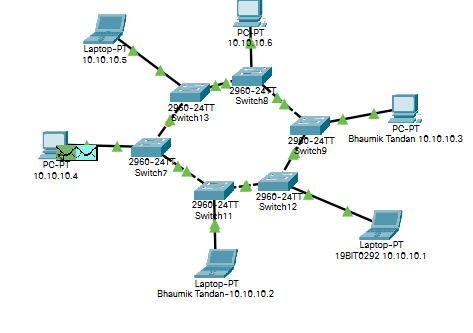 PC-PT
10.10.10.6
Laptop-PT
10.10.10.5
2960-24TT
Switch8
2960-24TT
Switch13
PC-PT
Bhaumik Tandan 10.10.10.3
2960-24TT
Switch9
PC-PT
10.10.10.4
2960-24TT
Switch7
2960-24TT
Switch11
2960-24TT
Switch12
Laptop-PT
19BIT0292 10.10.10.1
Laptop-PT
Bhaumik Tandan-10.10.10.2